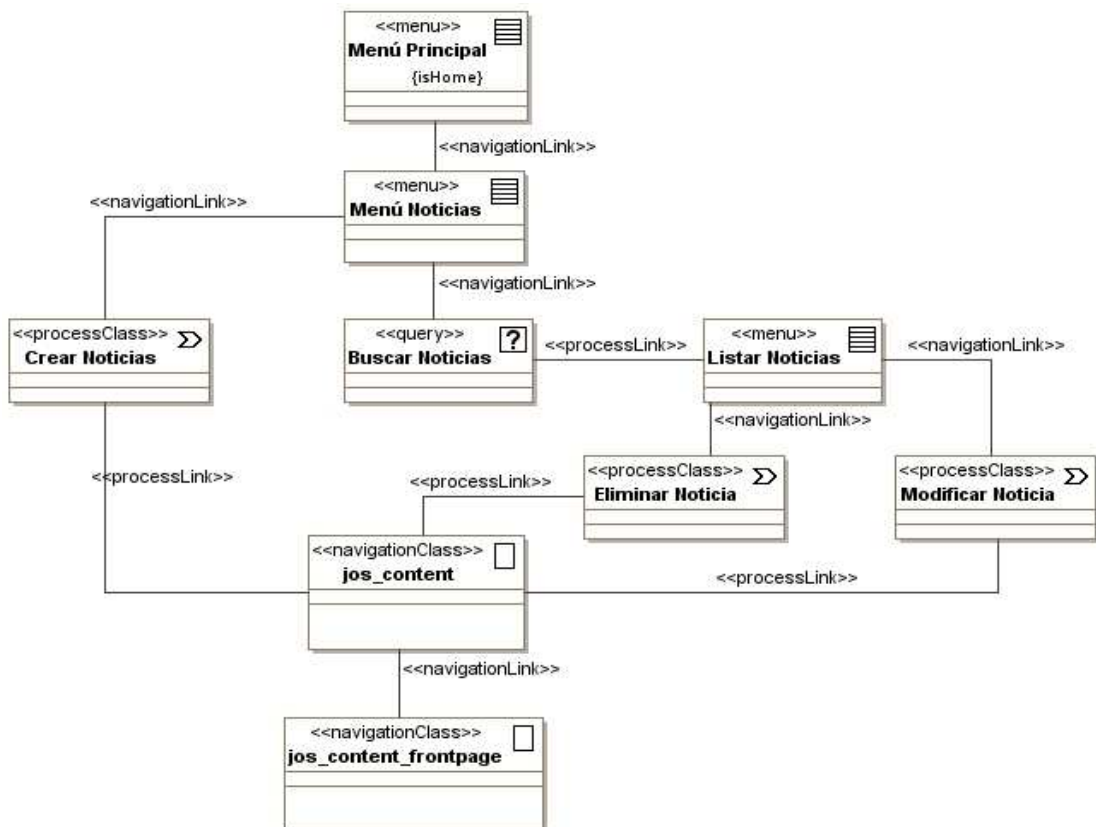 <<menu>>
Menú Principal
{isHome}
<<navigationLink>>
<<menu>>
Menú Noticias
<<navigationLink>>
<<navigationLink>>
<<processClass>>
Crear Noticias
<<query>>
?
Buscar Noticias
<<processLink>>
<<menu>>
Listar Noticias
<<navigationLink>>
<<navigationLink>>
<<processLink>>
<<processLink>>
<<processClass>>
Eliminar Noticia
<<processClass>>
Modificar Noticia
<<navigationClass>>
jos_content
<<processLink>>
<<navigationLink>>
<<navigationClass>>
jos_content_frontpage